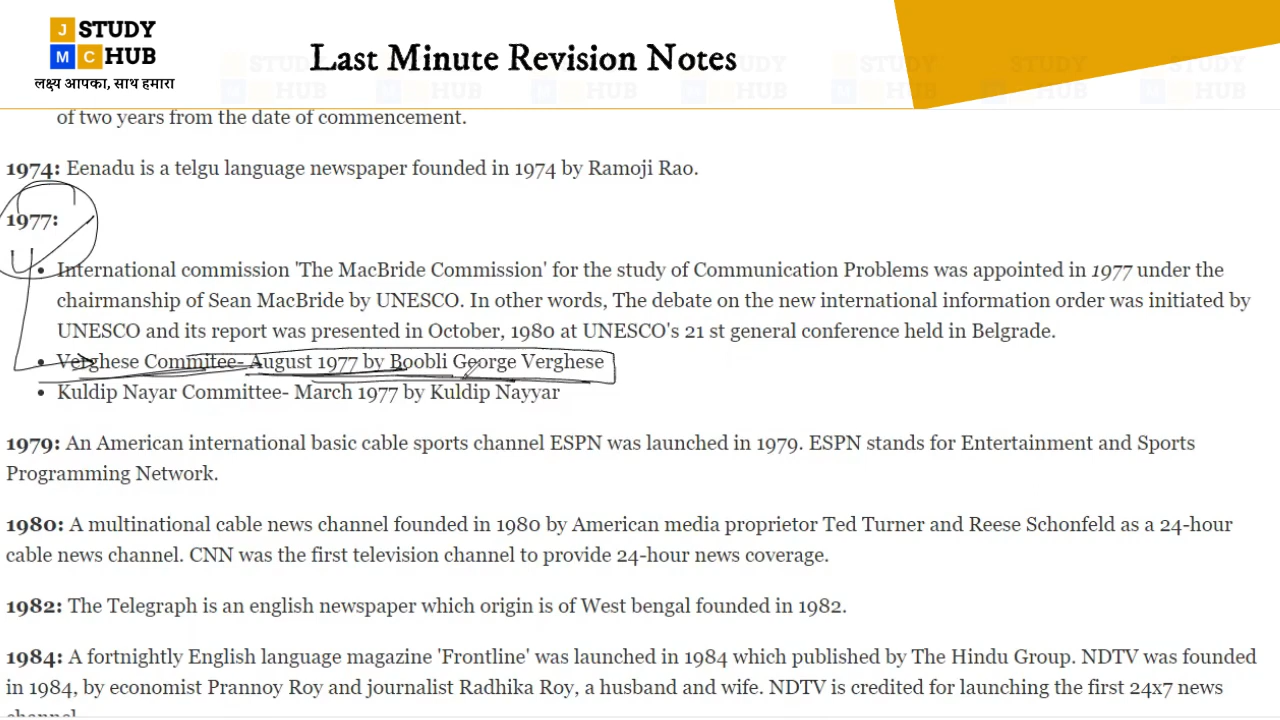 J STUDY
M C HUB
लक्ष्य आपका, साथ हमारा
Last Minute Revision Notes
of two years from the date of commencement.
1974: Eenadu is a telgu language newspaper founded in 1974 by Ramoji Rao.
1977:
• International commission 'The MacBride Commission' for the study of Communication Problems was appointed in 1977 under the
chairmanship of Sean MacBride by UNESCO. In other words, The debate on the new international information order was initiated by
UNESCO and its report was presented in October, 1980 at UNESCO's 21 st general conference held in Belgrade.
• Verghese Commitee- August 1977 by Boobli George Verghese
• Kuldip Nayar Committee- March 1977 by Kuldip Nayyar
1979: An American international basic cable sports channel ESPN was launched in 1979. ESPN stands for Entertainment and Sports
Programming Network.
1980: A multinational cable news channel founded in 1980 by American media proprietor Ted Turner and Reese Schonfeld as a 24-hour
cable news channel. CNN was the first television channel to provide 24-hour news coverage.
1982: The Telegraph is an english newspaper which origin is of West bengal founded in 1982.
1984: A fortnightly English language magazine 'Frontline' was launched in 1984 which published by The Hindu Group. NDTV was founded
in 1984, by economist Prannoy Roy and journalist Radhika Roy, a husband and wife. NDTV is credited for launching the first 24x7 news
channel